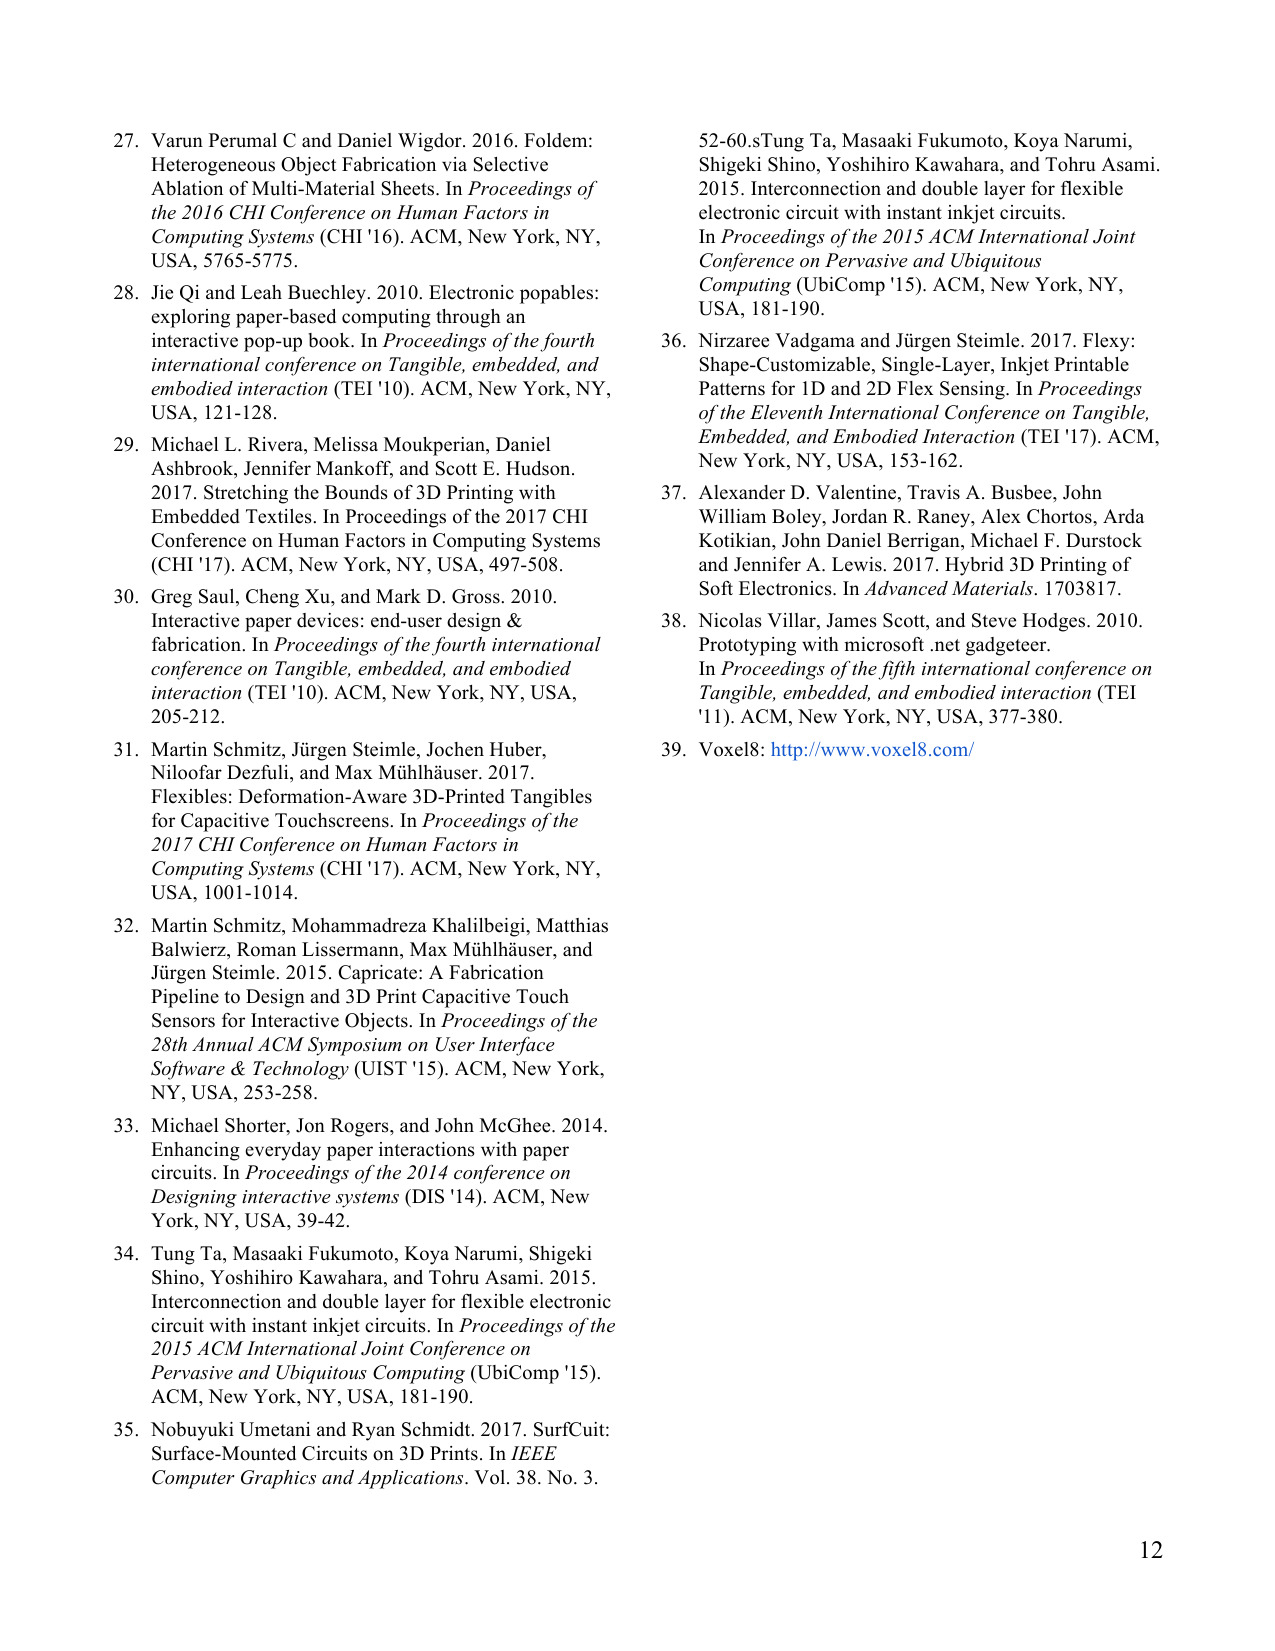 27. Varun Perumal C and Daniel Wigdor. 2016. Foldem:
Heterogeneous Object Fabrication via Selective
Ablation of Multi-Material Sheets. In Proceedings of
the 2016 CHI Conference on Human Factors in
Computing Systems (CHI '16). ACM, New York, NY,
USA, 5765-5775.
28. Jie Qi and Leah Buechley. 2010. Electronic popables:
exploring paper-based computing through an
interactive pop-up book. In Proceedings of the fourth
international conference on Tangible, embedded, and
embodied interaction (TEI '10). ACM, New York, NY,
USA, 121-128.
29. Michael L. Rivera, Melissa Moukperian, Daniel
Ashbrook, Jennifer Mankoff, and Scott E. Hudson.
2017. Stretching the Bounds of 3D Printing with
Embedded Textiles. In Proceedings of the 2017 CHI
Conference on Human Factors in Computing Systems
(CHI '17). ACM, New York, NY, USA, 497-508.
30. Greg Saul, Cheng Xu, and Mark D. Gross. 2010.
Interactive paper devices: end-user design &
fabrication. In Proceedings of the fourth international
conference on Tangible, embedded, and embodied
interaction (TEI '10). ACM, New York, NY, USA,
205-212.
31. Martin Schmitz, Jürgen Steimle, Jochen Huber,
Niloofar Dezfuli, and Max Mühlhäuser. 2017.
Flexibles: Deformation-Aware 3D-Printed Tangibles
for Capacitive Touchscreens. In Proceedings of the
2017 CHI Conference on Human Factors in
Computing Systems (CHI '17). ACM, New York, NY,
USA, 1001-1014.
32. Martin Schmitz, Mohammadreza Khalilbeigi, Matthias
Balwierz, Roman Lissermann, Max Mühlhäuser, and
Jürgen Steimle. 2015. Capricate: A Fabrication
Pipeline to Design and 3D Print Capacitive Touch
Sensors for Interactive Objects. In Proceedings of the
28th Annual ACM Symposium on User Interface
Software & Technology (UIST '15). ACM, New York,
NY, USA, 253-258.
33. Michael Shorter, Jon Rogers, and John McGhee. 2014.
Enhancing everyday paper interactions with paper
circuits. In Proceedings of the 2014 conference on
Designing interactive systems (DIS '14). ACM, New
York, NY, USA, 39-42.
34. Tung Ta, Masaaki Fukumoto, Koya Narumi, Shigeki
Shino, Yoshihiro Kawahara, and Tohru Asami. 2015.
Interconnection and double layer for flexible electronic
circuit with instant inkjet circuits. In Proceedings of the
2015 ACM International Joint Conference on
Pervasive and Ubiquitous Computing (UbiComp '15).
ACM, New York, NY, USA, 181-190.
35. Nobuyuki Umetani and Ryan Schmidt. 2017. SurfCuit:
Surface-Mounted Circuits on 3D Prints. In IEEE
Computer Graphics and Applications. Vol. 38. No. 3.
52-60.sTung Ta, Masaaki Fukumoto, Koya Narumi,
Shigeki Shino, Yoshihiro Kawahara, and Tohru Asami.
2015. Interconnection and double layer for flexible
electronic circuit with instant inkjet circuits.
In Proceedings of the 2015 ACM International Joint
Conference on Pervasive and Ubiquitous
Computing (UbiComp '15). ACM, New York, NY,
USA, 181-190.
36. Nirzaree Vadgama and Jürgen Steimle. 2017. Flexy:
Shape-Customizable, Single-Layer, Inkjet Printable
Patterns for 1D and 2D Flex Sensing. In Proceedings
of the Eleventh International Conference on Tangible,
Embedded, and Embodied Interaction (TEI '17). ACM,
New York, NY, USA, 153-162.
37. Alexander D. Valentine, Travis A. Busbee, John
William Boley, Jordan R. Raney, Alex Chortos, Arda
Kotikian, John Daniel Berrigan, Michael F. Durstock
and Jennifer A. Lewis. 2017. Hybrid 3D Printing of
Soft Electronics. In Advanced Materials. 1703817.
38. Nicolas Villar, James Scott, and Steve Hodges. 2010.
Prototyping with microsoft .net gadgeteer.
In Proceedings of the fifth international conference on
Tangible, embedded, and embodied interaction (TEI
'11). ACM, New York, NY, USA, 377-380.
39. Voxel8: http://www.voxel8.com/
12